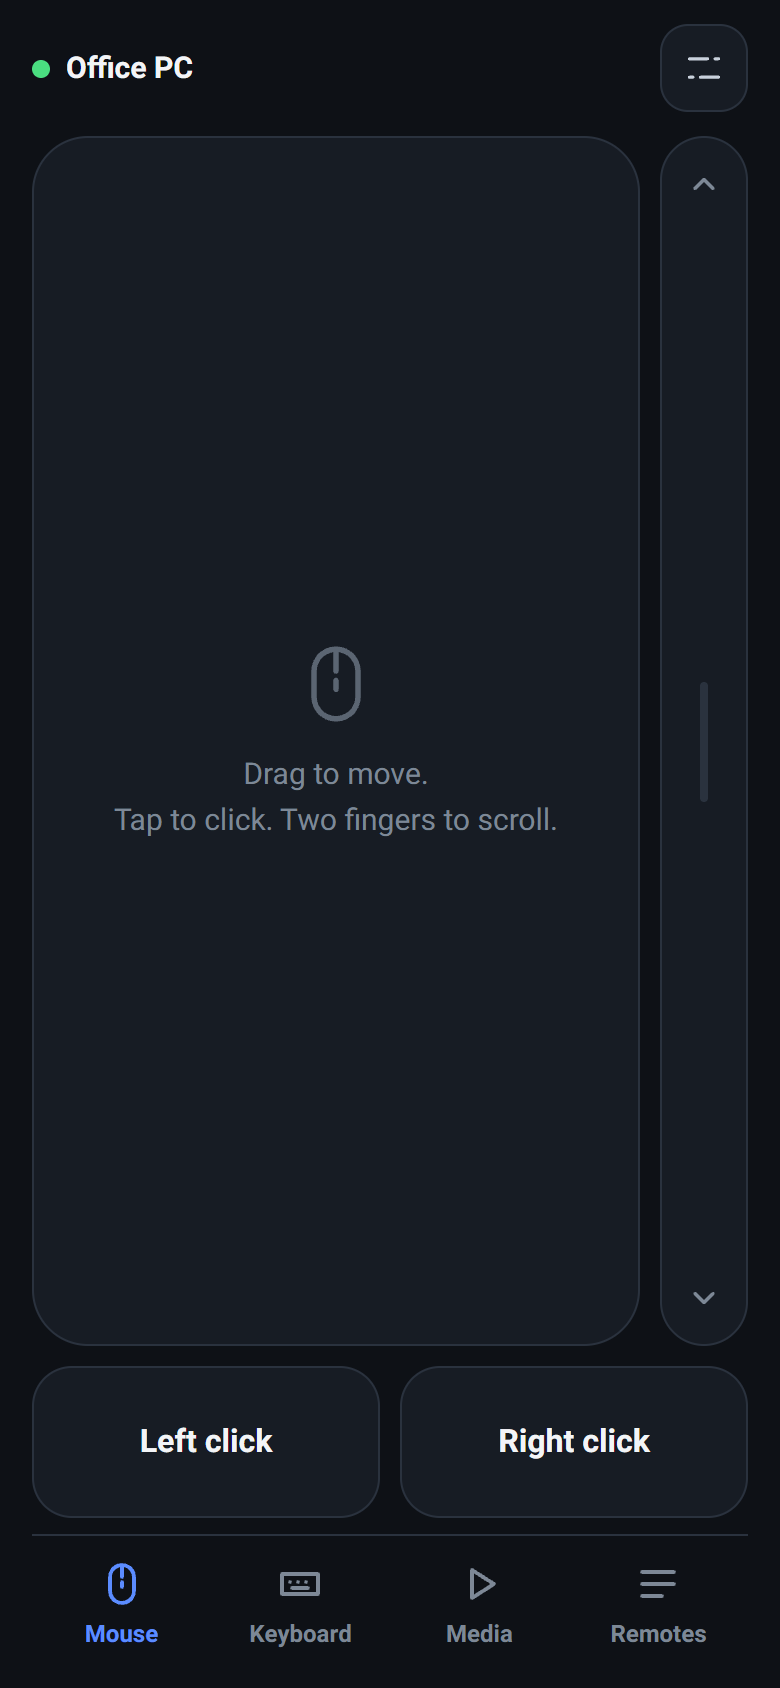 Office PC
Drag to move.
Tap to click. Two fingers to scroll.
Left click
Right click
Mouse
Keyboard
Media
Remotes